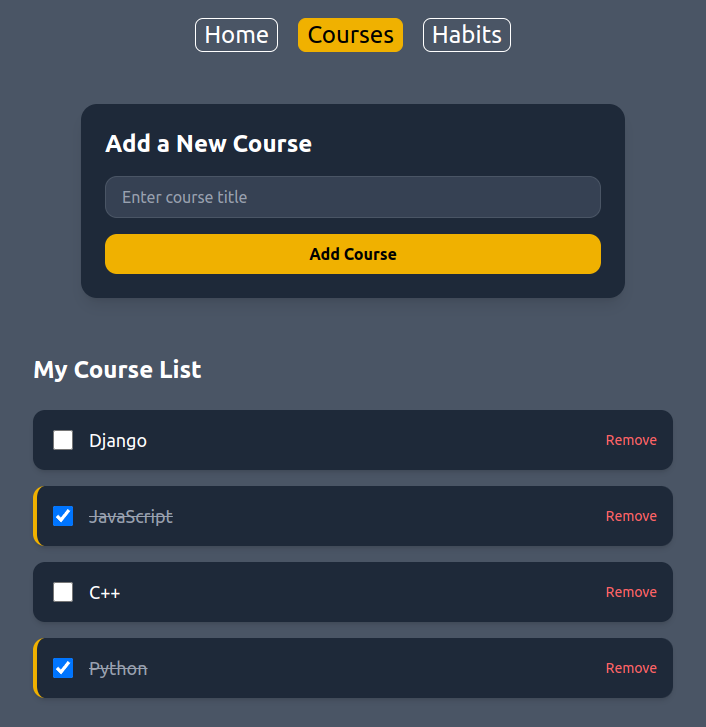 Home Courses Habits
Add a New Course
Enter course title
Add Course
My Course List
Django Remove
JavaScript Remove
C++ Remove
Python Remove